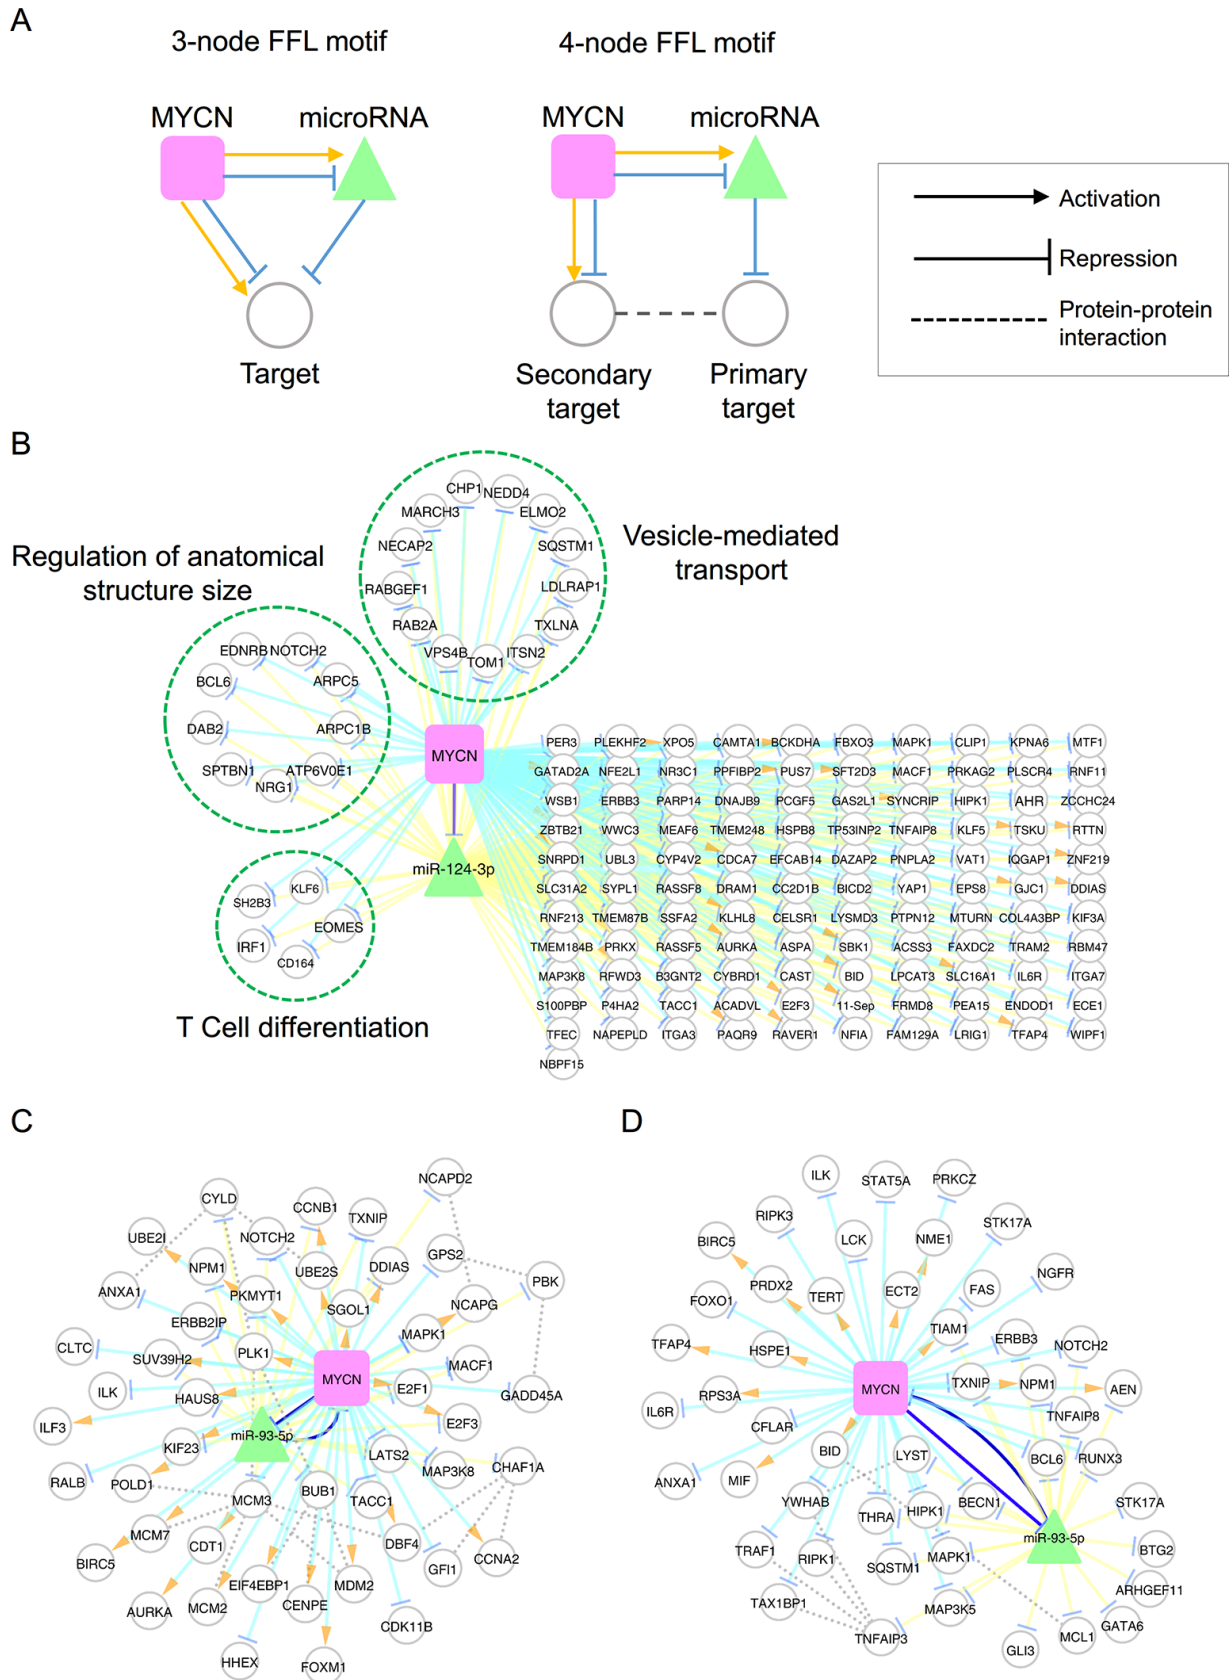 A
3-node FFL motif
4-node FFL motif
MYCN
microRNA
MYCN
microRNA
Activation
Repression
Protein-protein
interaction
Target
Secondary
target
Primary
target
B
Regulation of anatomical
structure size
Vesicle-mediated
transport
CHP1
NEDD4
MARCH3
ELMO2
NECAP2
SQSTM1
RABGEF1
LDLRAP1
RAB2A
TXLNA
VPS4B
TOM1
ITSN2
EDNRB
NOTCH2
BCL6
ARPC5
DAB2
ARPC1B
SPTBN1
ATP6V0E1
NRG1
MYCN
miR-124-3p
KLF6
SH2B3
EOMES
IRF1
CD164
T Cell differentiation
PER3 PLEKHF2 XPO5 CAMTA1 BCKDHA FBXO3 MAPK1 CLIP1 KPNA6 MTF1
GATAD2A NFE2L1 NR3C1 PPFIBP2 PUS7 SFT2D3 MACF1 PRKAG2 PLSCR4 RNF11
WSB1 ERBB3 PARP14 DNAJB9 PCGF5 GAS2L1 SYNCRIP HIPK1 AHR ZCCHC24
ZBTB21 WWC3 MEAF6 TMEM248 HSPB8 TP53INP2 TNFAIP8 KLF5 TSKU RTTN
SNRPD1 UBL3 CYP4V2 CDCA7 EFCAB14 DAZAP2 PNPLA2 VAT1 IQGAP1 ZNF219
SLC31A2 SYPL1 RASSF8 DRAM1 CC2D1B BICD2 YAP1 EPS8 GJC1 DDIAS
RNF213 TMEM87B SSFA2 KLHL8 CELSR1 LYSMD3 PTPN12 MTURN COL4A3BP KIF3A
TMEM184B PRKX RASSF5 AURKA ASPA SBK1 ACSS3 FAXDC2 TRAM2 RBM47
MAP3K8 RFWD3 B3GNT2 CYBRD1 CAST BID LPCAT3 SLC16A1 IL6R ITGA7
S100PBP P4HA2 TACC1 ACADVL E2F3 11-Sep FRMD8 PEA15 ENDOD1 ECE1
TFEC NAPEPLD ITGA3 PAQR9 RAVER1 NFIA FAM129A LRIG1 TFAP4 WIPF1
NBPF15
C
NCAPD2
CYLD
CCNB1
TXNIP
UBE2I
NOTCH2
GPS2
NPM1
UBE2S
DDIAS
PBK
ANXA1
PKMYT1
SGOL1
NCAPG
ERBB2IP
MAPK1
CLTC
SUV39H2
PLK1
MACF1
MYCN
ILK
HAUS8
E2F1
GADD45A
ILF3
KIF23
miR-93-5p
E2F3
LATS2
RALB
POLD1
MAP3K8
CHAF1A
MCM3
BUB1
TACC1
MCM7
CDT1
DBF4
BIRC5
GFI1
CCNA2
EIF4EBP1
MDM2
AURKA
MCM2
CENPE
CDK11B
HHEX
FOXM1
D
ILK
STAT5A
PRKCZ
RIPK3
STK17A
BIRC5
LCK
NME1
NGFR
PRDX2
TERT
ECT2
FAS
FOXO1
TIAM1
ERBB3
TFAP4
HSPE1
NOTCH2
MYCN
TXNIP
NPM1
AEN
RPS3A
IL6R
CFLAR
TNFAIP8
BID
LYST
BCL6
RUNX3
ANXA1
MIF
YWHAB
THRA
HIPK1
BECN1
STK17A
miR-93-5p
TRAF1
RIPK1
SQSTM1
MAPK1
BTG2
ARHGEF11
TAX1BP1
MAP3K5
GATA6
TNFAIP3
GLI3
MCL1